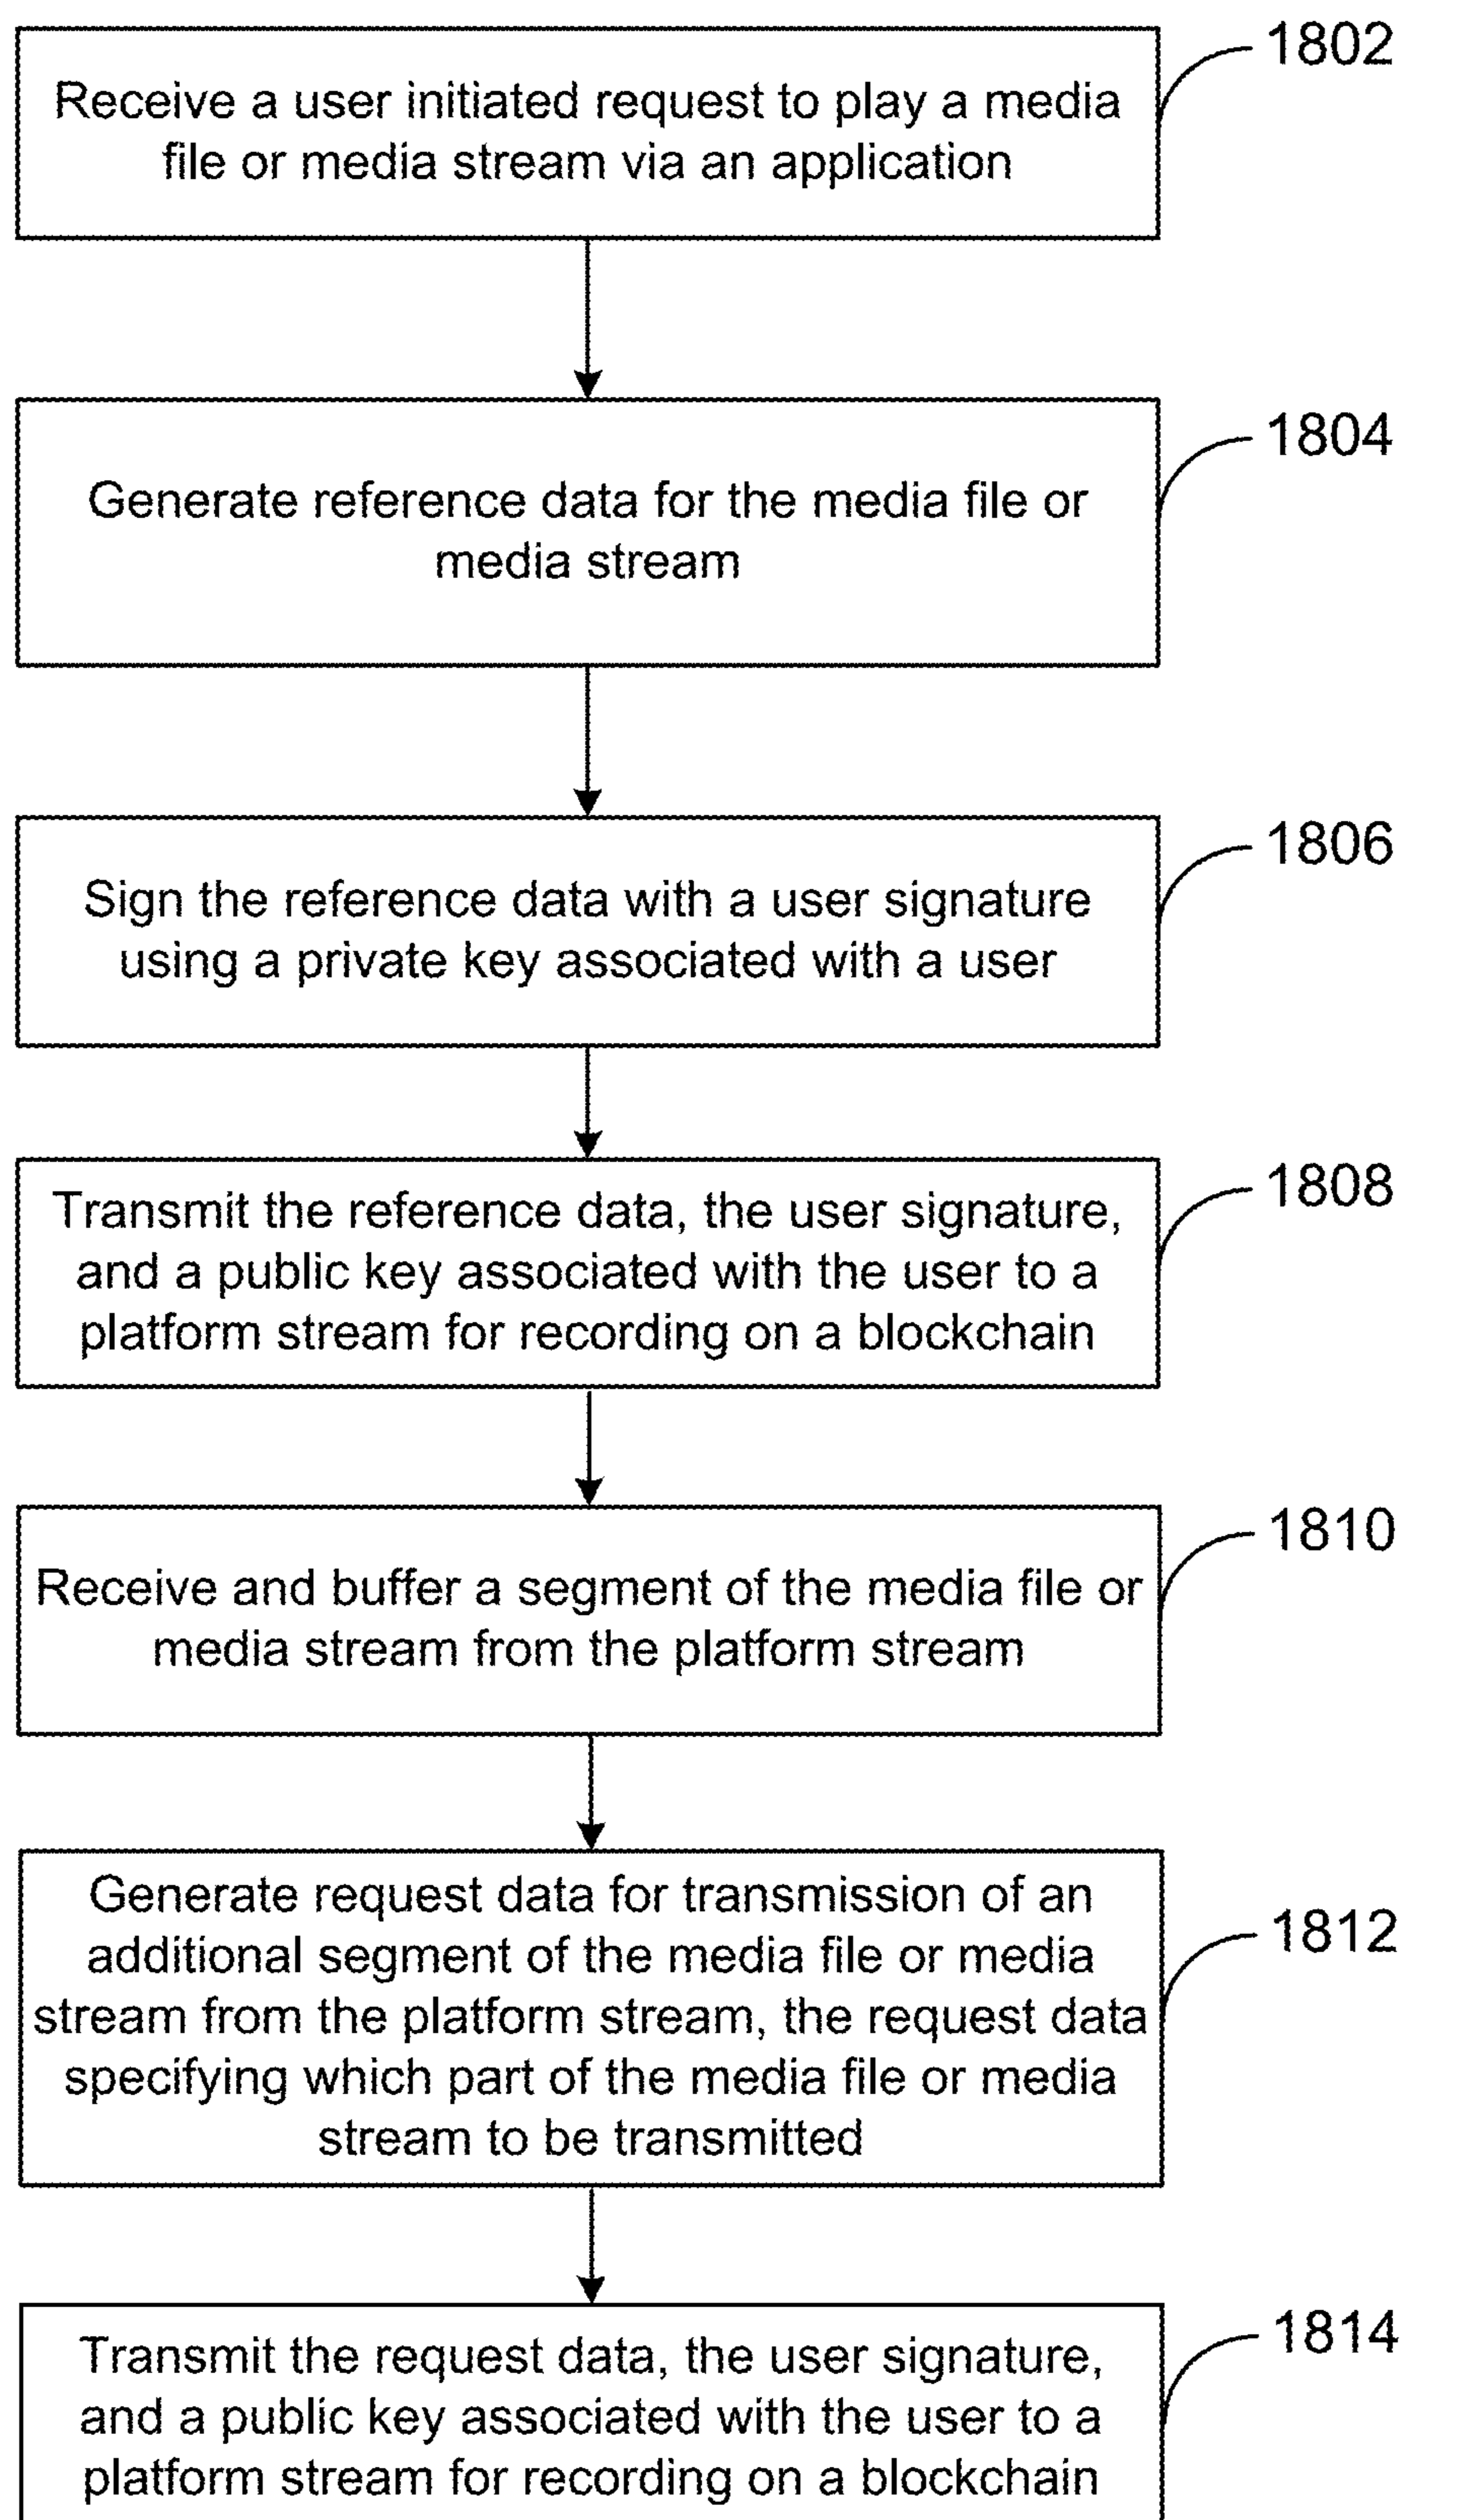 1802
Receive a user initiated request to play a media
file or media stream via an application
1804
Generate reference data for the media file or
media stream
1806
Sign the reference data with a user signature
using a private key associated with a user
1808
Transmit the reference data, the user signature,
and a public key associated with the user to a
platform stream for recording on a blockchain
1810
Receive and buffer a segment of the media file or
media stream from the platform stream
1812
Generate request data for transmission of an
additional segment of the media file or media
stream from the platform stream, the request data
specifying which part of the media file or media
stream to be transmitted
1814
Transmit the request data, the user signature,
and a public key associated with the user to a
platform stream for recording on a blockchain